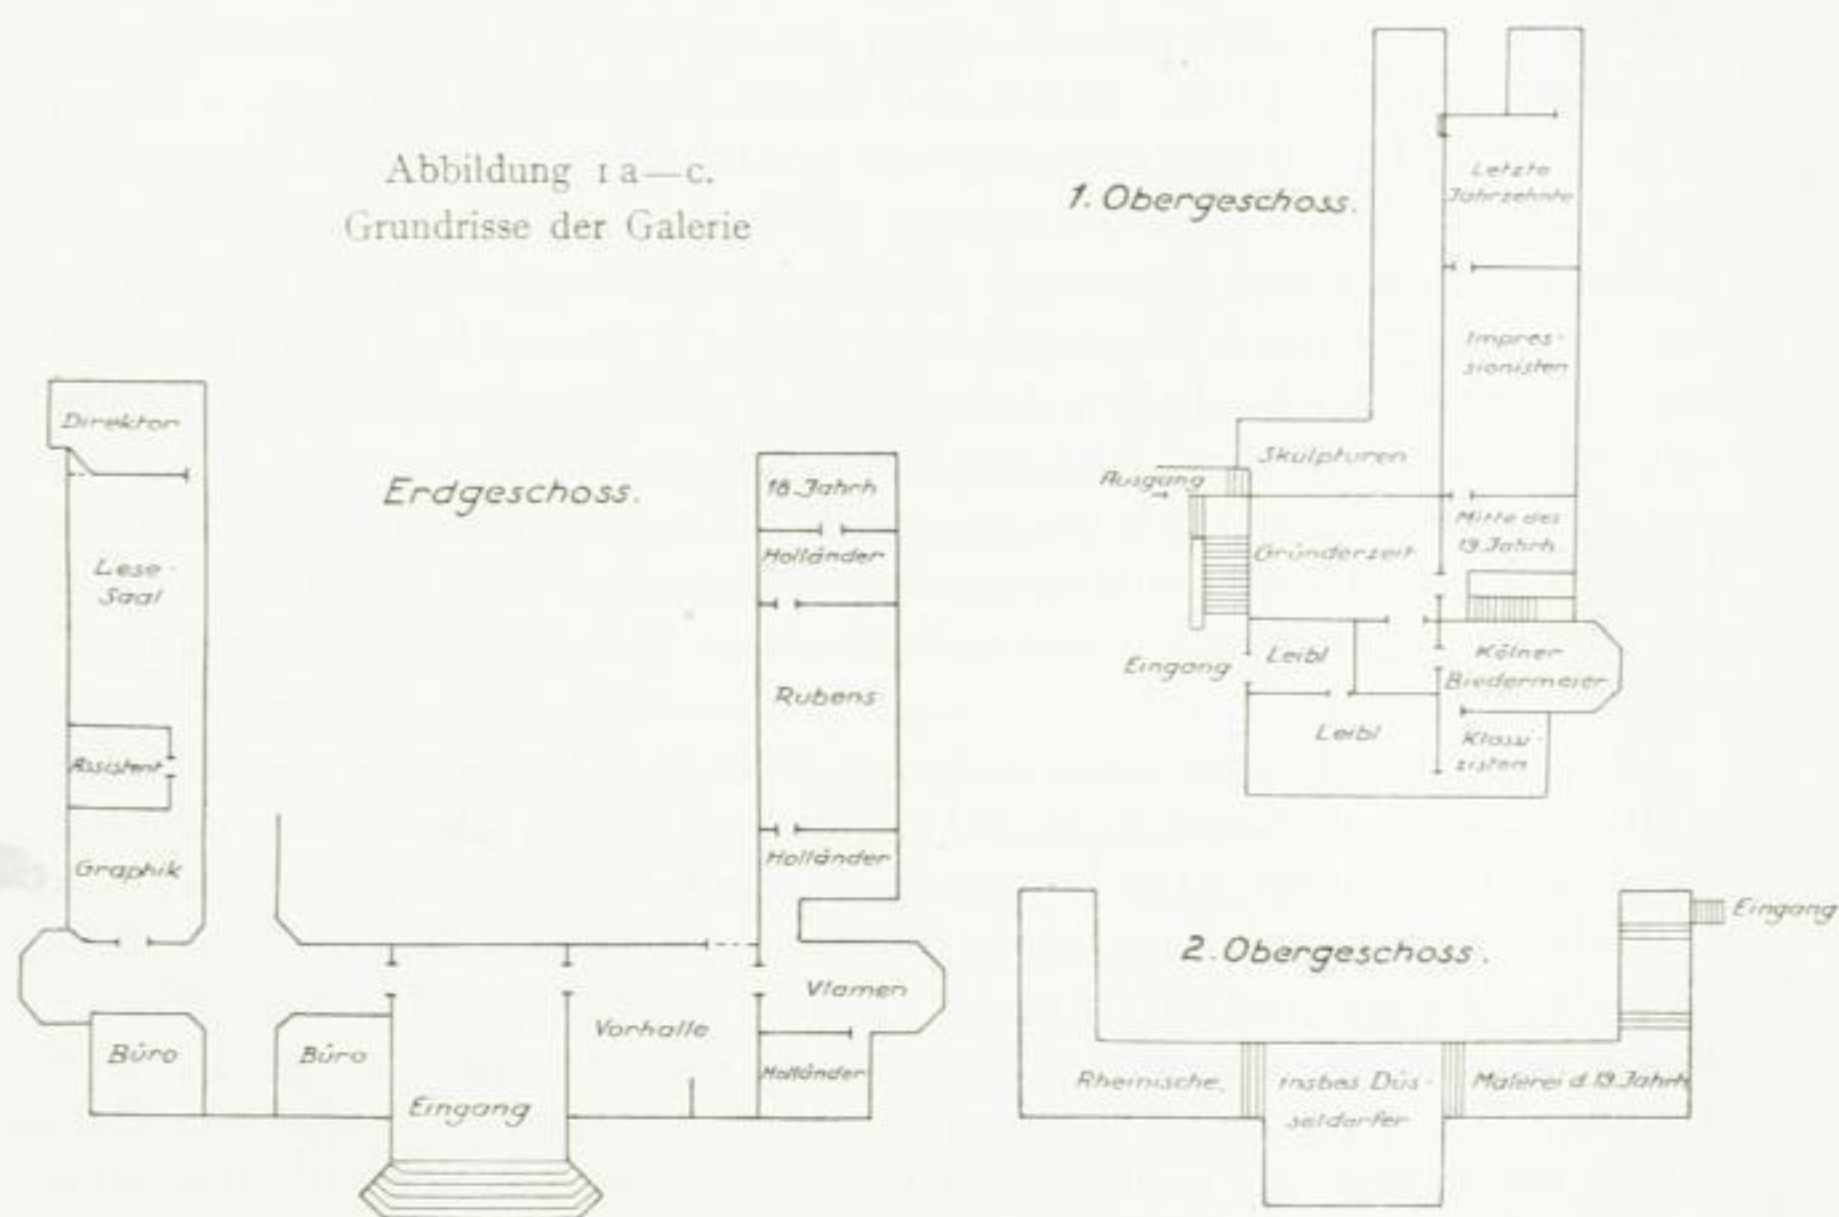 Abbildung 1 a—c.
Grundrisse der Galerie
Erdgeschoss.
Direktor
Lese-
Saal
Assistent
Graphik
Büro
Büro
Eingang
Vorhalle
18. Jahrh
Holländer
Rubens
Holländer
Vlamen
Holländer
1. Obergeschoss.
Letzte
Jahrzehnte
Impres-
sionisten
Skulpturen
Ausgang
Mitte des
19. Jahrh.
Gründerzeit
Eingang
Leibl
Kölner
Biedermeier
Leibl
Klassi-
zisten
2. Obergeschoss.
Eingang
Rheinische,
insbes. Düs-
seldorfer
Malerei d. 19. Jahrh